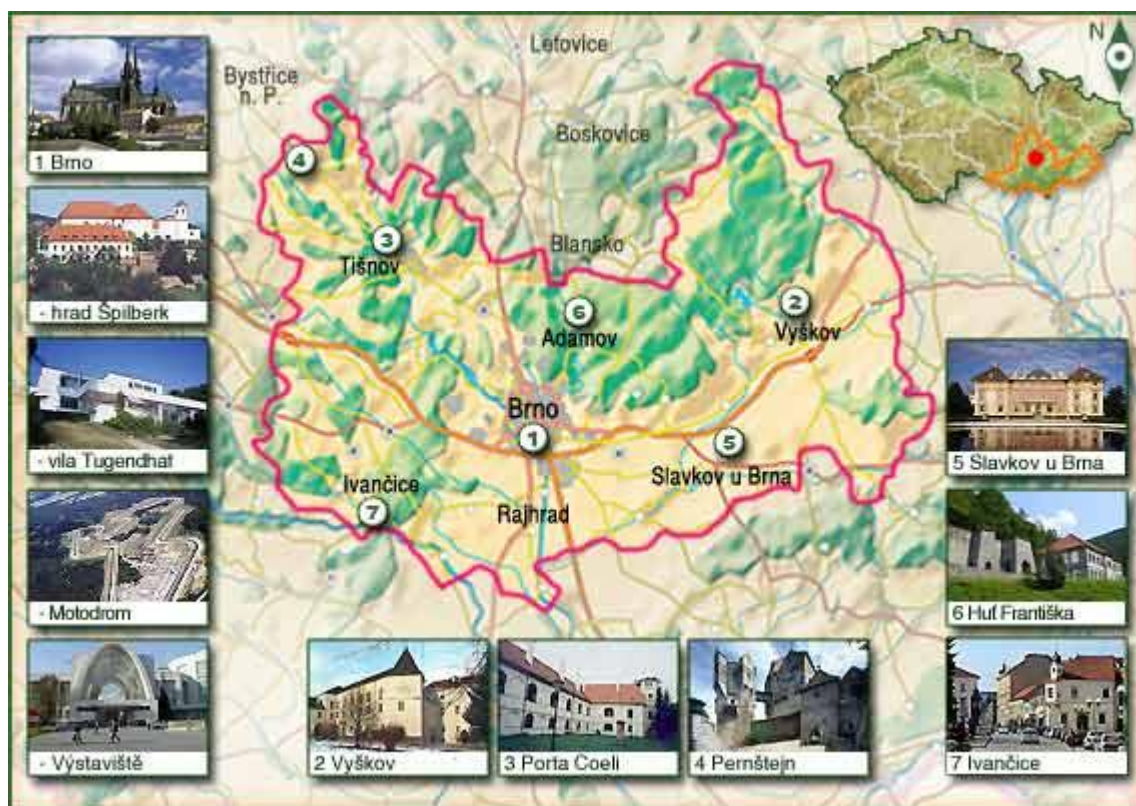 1 Brno
- hrad Špilberk
- vila Tugendhat
- Motodrom
- Výstaviště
2 Vyškov
3 Porta Coeli
4 Pernštejn
5 Slavkov u Brna
6 Huť Františka
7 Ivančice
N
Letovice
Bystřice
n. P.
Boskovice
4
3
Tišnov
Blansko
6
Adamov
2
Vyškov
Brno
1
5
Slavkov u Brna
Ivančice
7
Rajhrad